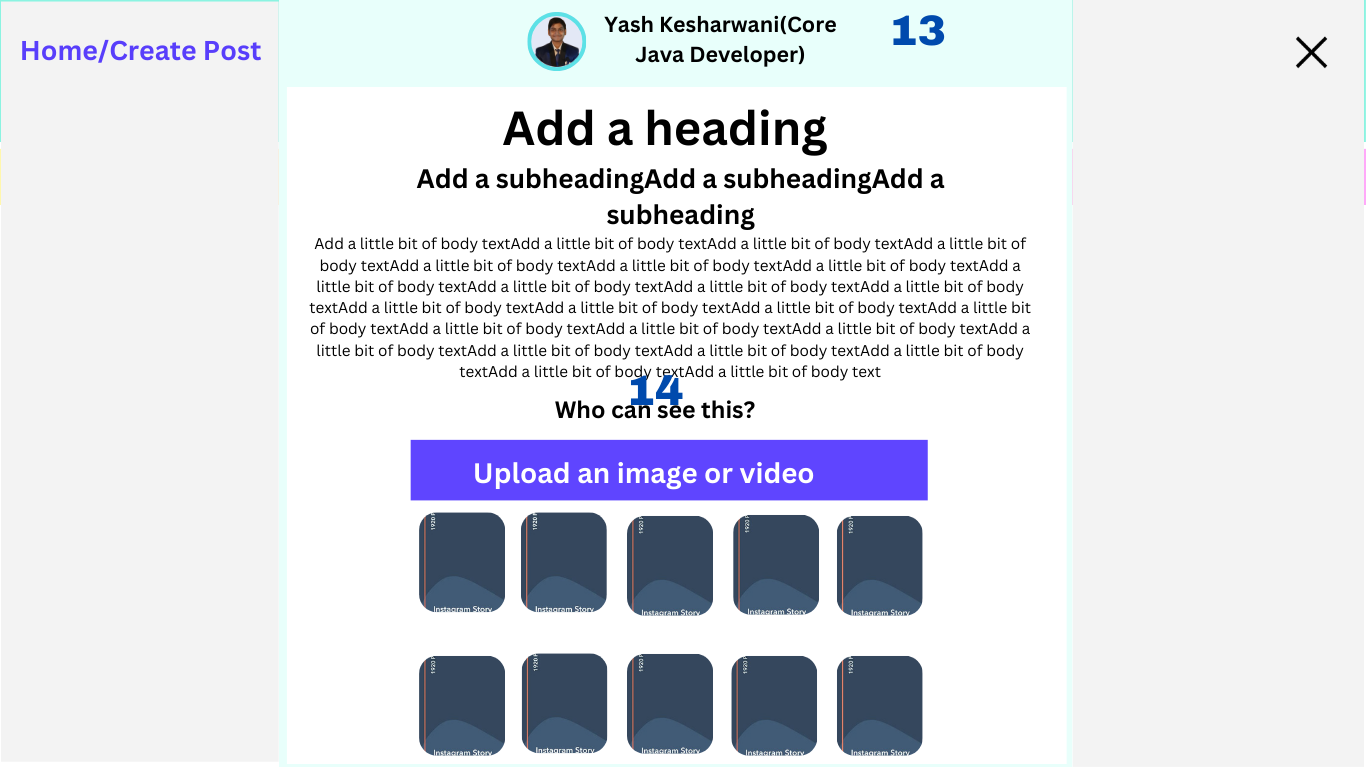 Home/Create Post
Yash Kesharwani(Core
Java Developer)
13
Add a heading
Add a subheadingAdd a subheadingAdd a
subheading
Add a little bit of body textAdd a little bit of body textAdd a little bit of body textAdd a little bit of
body textAdd a little bit of body textAdd a little bit of body textAdd a little bit of body textAdd a
little bit of body textAdd a little bit of body textAdd a little bit of body textAdd a little bit of body
textAdd a little bit of body textAdd a little bit of body textAdd a little bit of body textAdd a little bit
of body textAdd a little bit of body textAdd a little bit of body textAdd a little bit of body textAdd a
little bit of body textAdd a little bit of body textAdd a little bit of body textAdd a little bit of body
textAdd a little bit of body textAdd a little bit of body text
14
Who can see this?
Upload an image or video
1920
1920
1920
1920
1920
Instagram Story
Instagram Story
Instagram Story
Instagram Story
Instagram Story
1920
1920
1920
1920
1920
Instagram Story
Instagram Story
Instagram Story
Instagram Story
Instagram Story